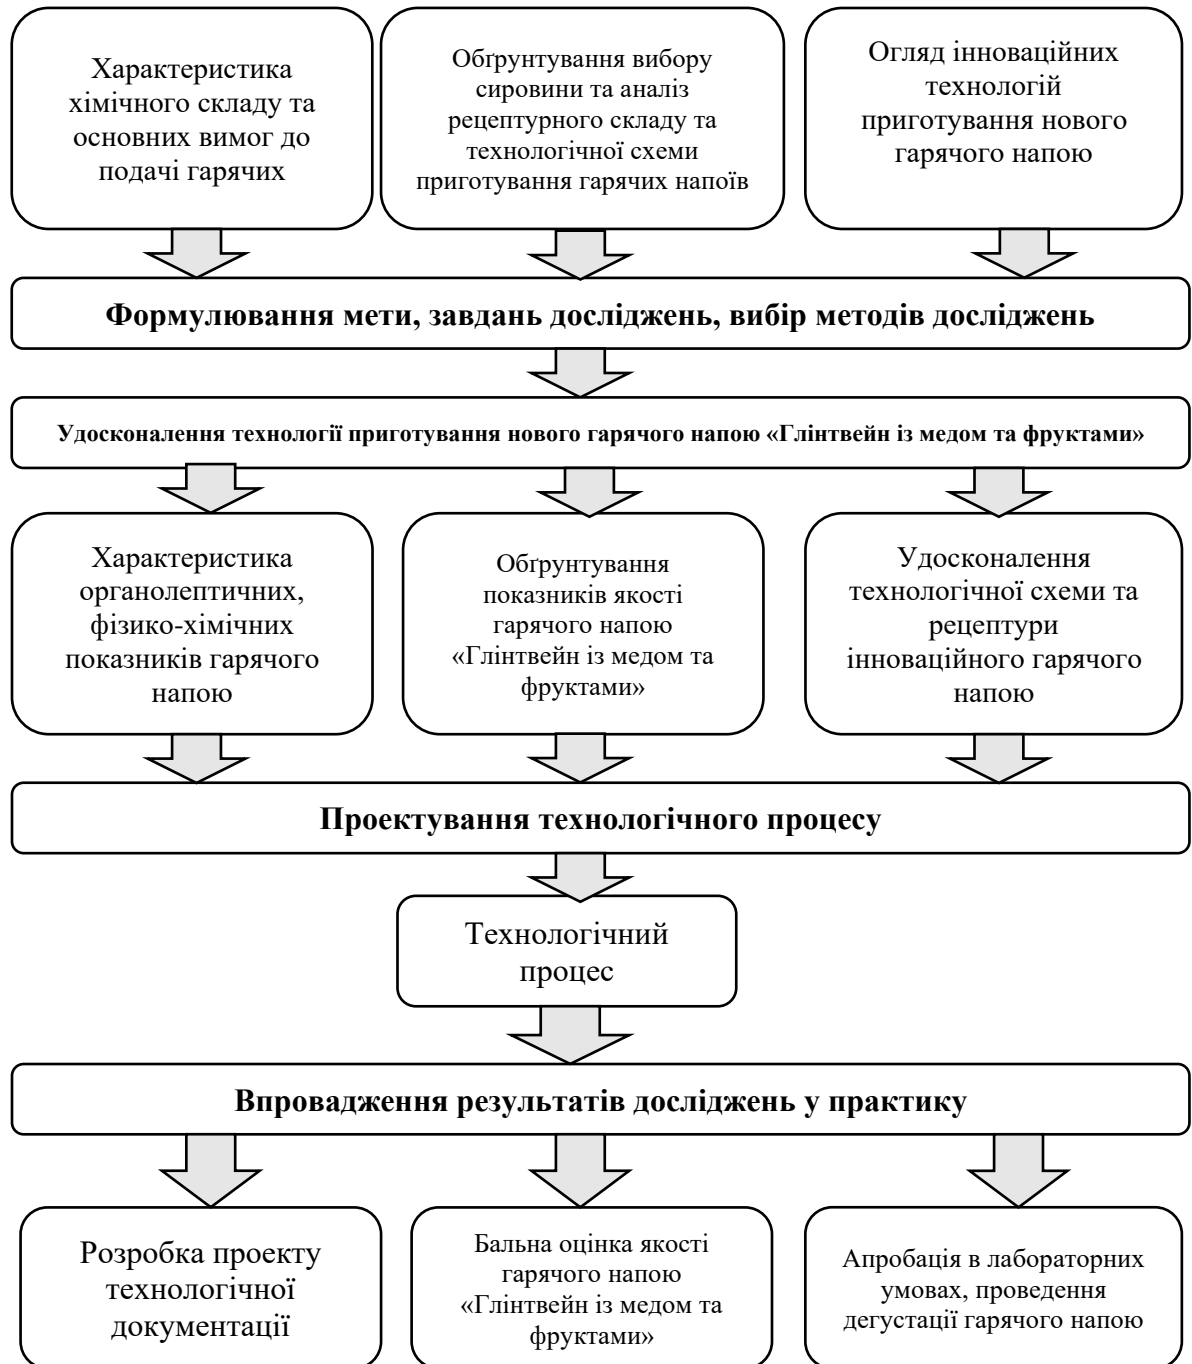 Характеристика
хімічного складу та
основних вимог до
подачі гарячих
Обґрунтування вибору
сировини та аналіз
рецептурного складу та
технологічної схеми
приготування гарячих напоїв
Огляд інноваційних
технологій
приготування нового
гарячого напою
Формулювання мети, завдань досліджень, вибір методів досліджень
Удосконалення технології приготування нового гарячого напою «Глінтвейн із медом та фруктами»
Характеристика
органолептичних,
фізико-хімічних
показників гарячого
напою
Обґрунтування
показників якості
гарячого напою
«Глінтвейн із медом та
фруктами»
Удосконалення
технологічної схеми та
рецептури
інноваційного гарячого
напою
Проектування технологічного процесу
Технологічний
процес
Впровадження результатів досліджень у практику
Розробка проекту
технологічної
документації
Бальна оцінка якості
гарячого напою
«Глінтвейн із медом та
фруктами»
Апробація в лабораторних
умовах, проведення
дегустації гарячого напою